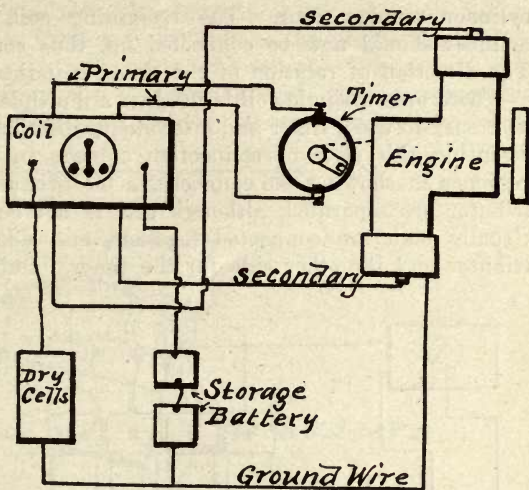 secondary
Primary
Timer
Coil
Engine
secondary
Dry
Cells
Storage
Battery
Ground Wire